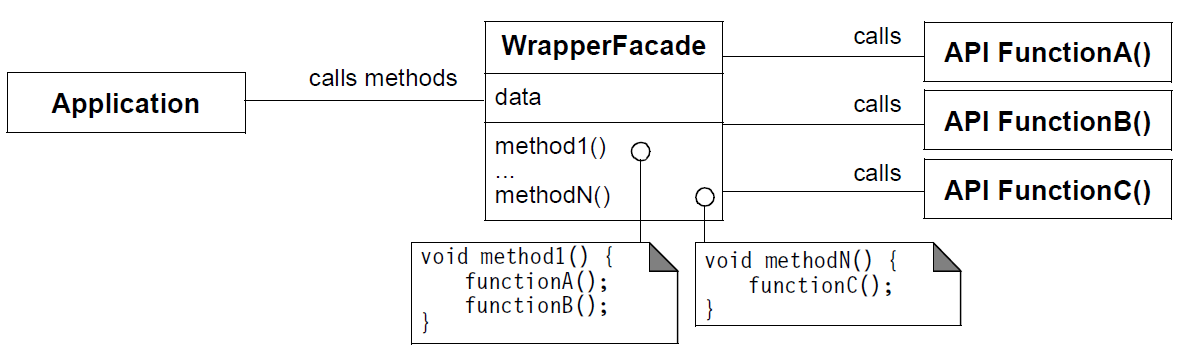 WrapperFacade
calls
API FunctionA()
calls methods
Application
data
calls
API FunctionB()
method1()
...
methodN()
calls
API FunctionC()
void method1() {
functionA();
functionB();
}
void methodN() {
functionC();
}